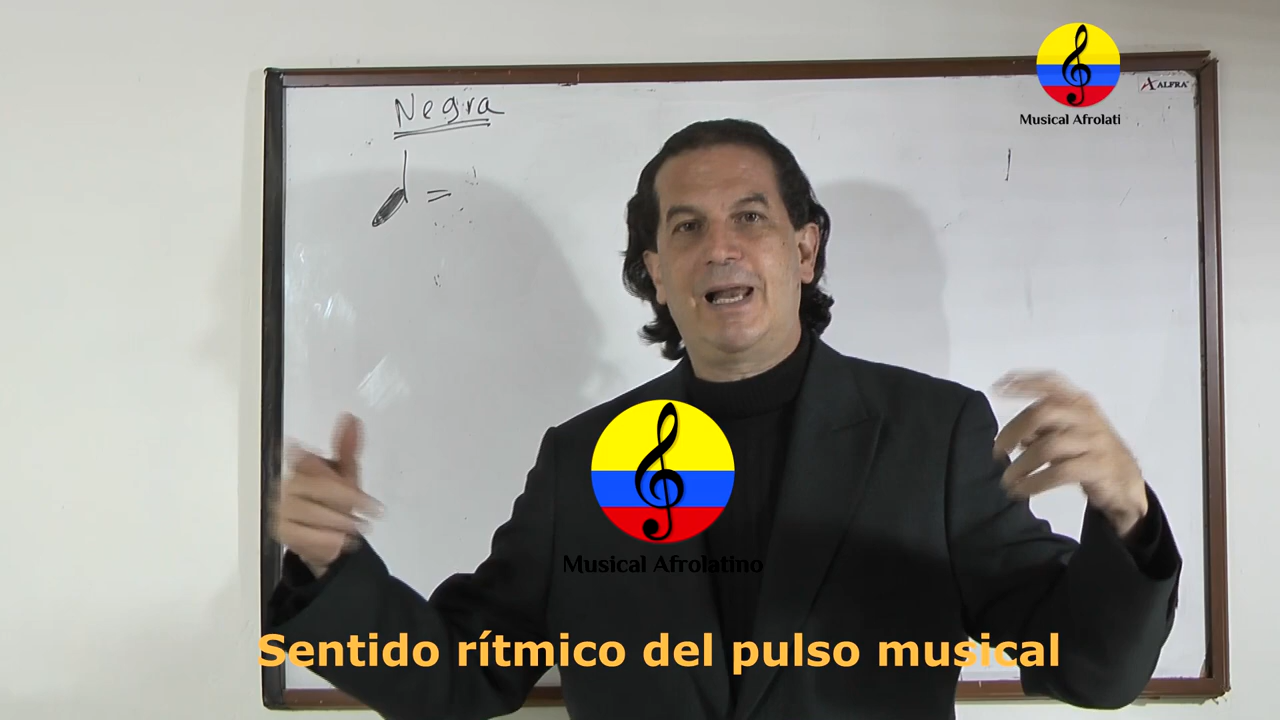 Negra
=
ALFRA
Musical Afrolati
Musical Afrolatino
Sentido rítmico del pulso musical